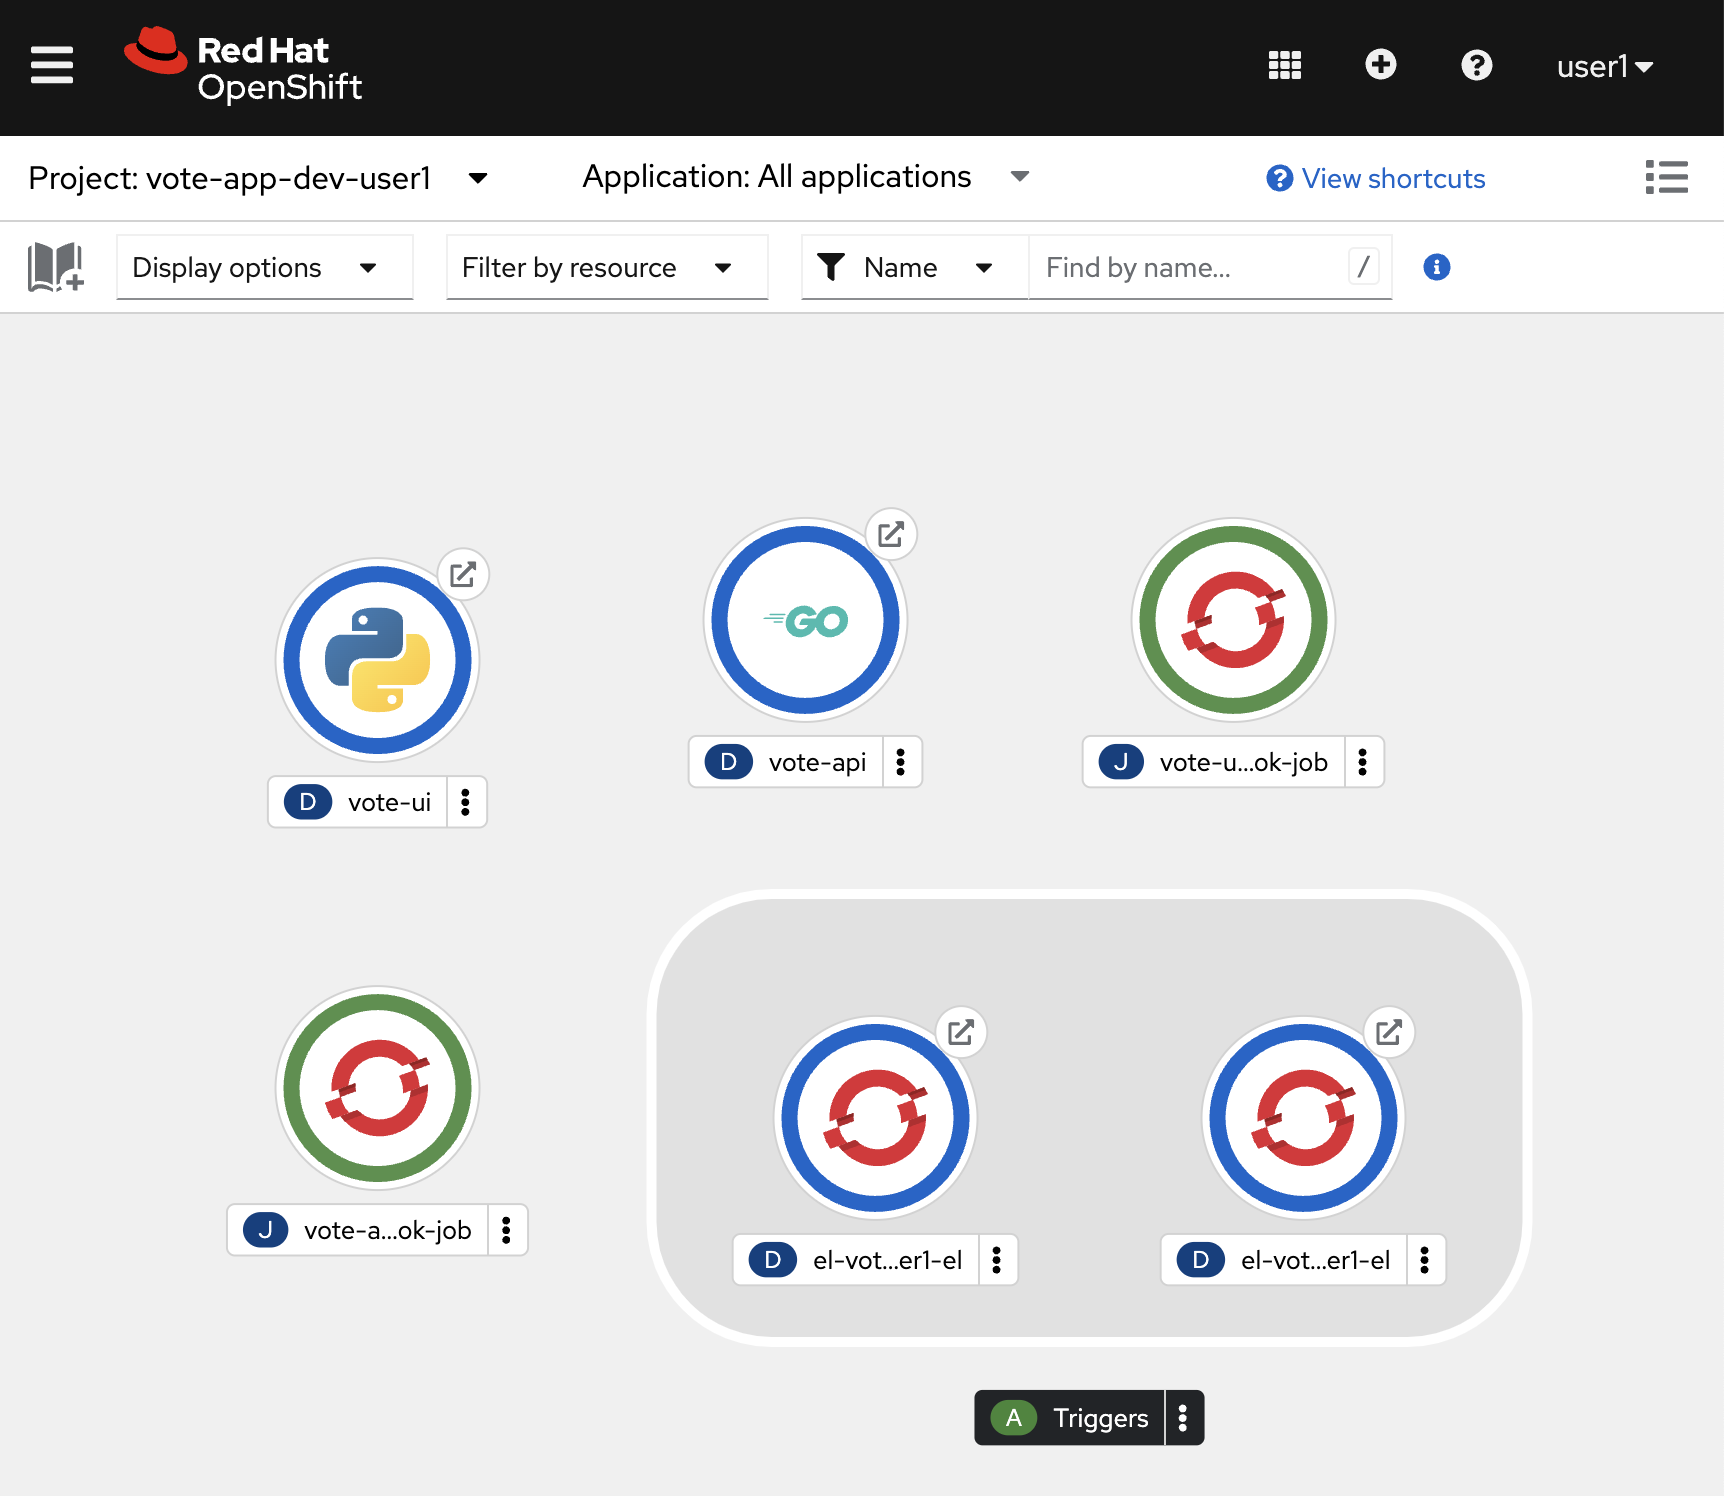 Red Hat
OpenShift
user1
Project: vote-app-dev-user1
Application: All applications
View shortcuts
Display options
Filter by resource
Name
Find by name...
/
GO
D vote-ui
D vote-api
J vote-u...ok-job
J vote-a...ok-job
D el-vot...er1-el
D el-vot...er1-el
A Triggers